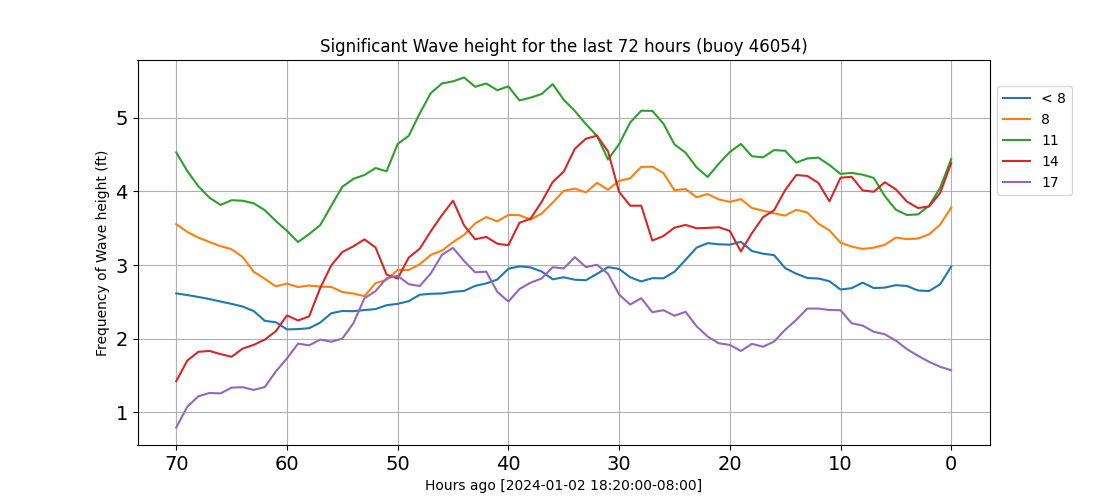 Significant Wave height for the last 72 hours (buoy 46054)
Frequency of Wave height (ft)
5
4
3
2
1
70 60 50 40 30 20 10 0
Hours ago [2024-01-02 18:20:00-08:00]
< 8
8
11
14
17